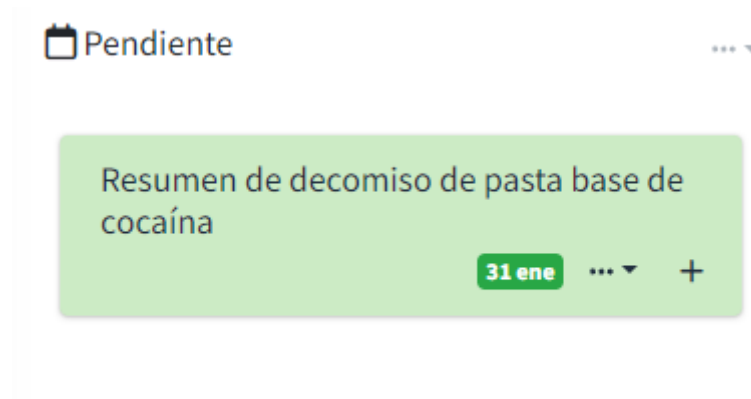 Pendiente
Resumen de decomiso de pasta base de
cocaína
31 ene